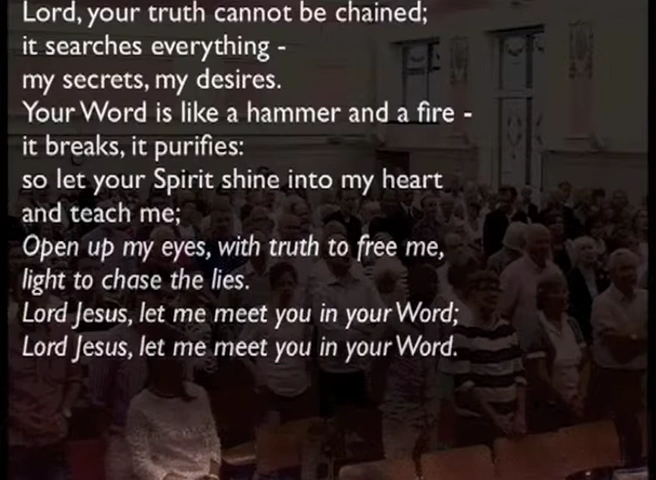 Lord, your truth cannot be chained;
it searches everything -
my secrets, my desires.
Your Word is like a hammer and a fire -
it breaks, it purifies:
so let your Spirit shine into my heart
and teach me;
Open up my eyes, with truth to free me,
light to chase the lies.
Lord Jesus, let me meet you in your Word;
Lord Jesus, let me meet you in your Word.